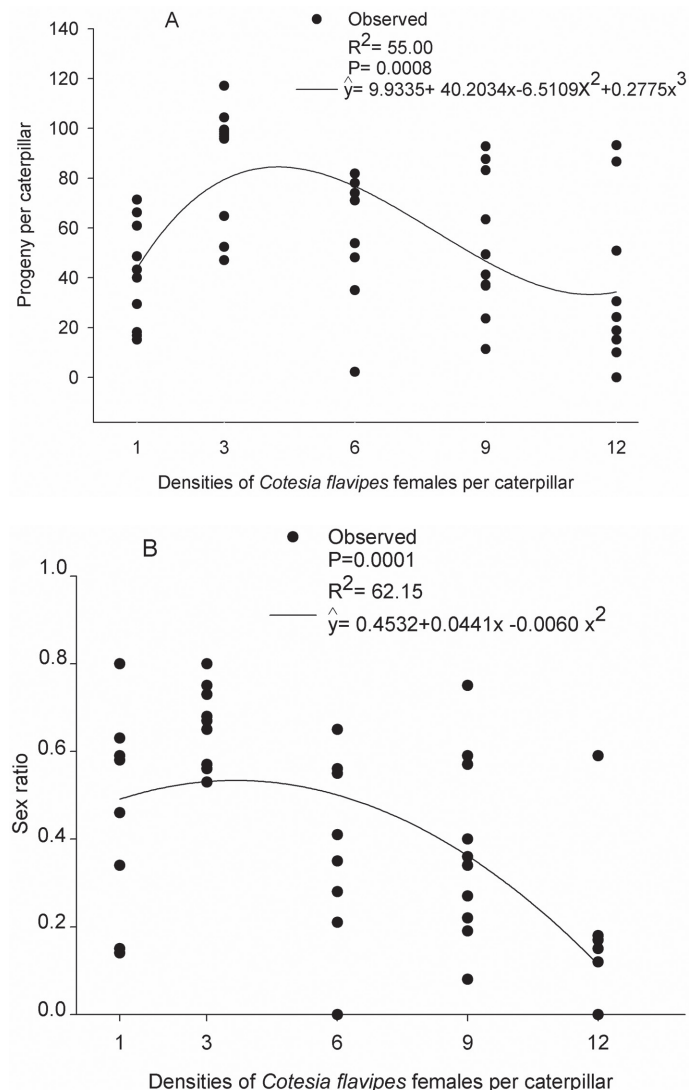 A
Observed
R2= 55.00
P= 0.0008
ŷ= 9.9335+ 40.2034x-6.5109X2+0.2775x3
140
120
100
80
60
40
20
0
Progeny per caterpillar
1 3 6 9 12
Densities of Cotesia flavipes females per caterpillar
B
Observed
P=0.0001
R2= 62.15
ŷ= 0.4532+0.0441x -0.0060 x2
1.0
0.8
0.6
0.4
0.2
0.0
Sex ratio
1 3 6 9 12
Densities of Cotesia flavipes females per caterpillar